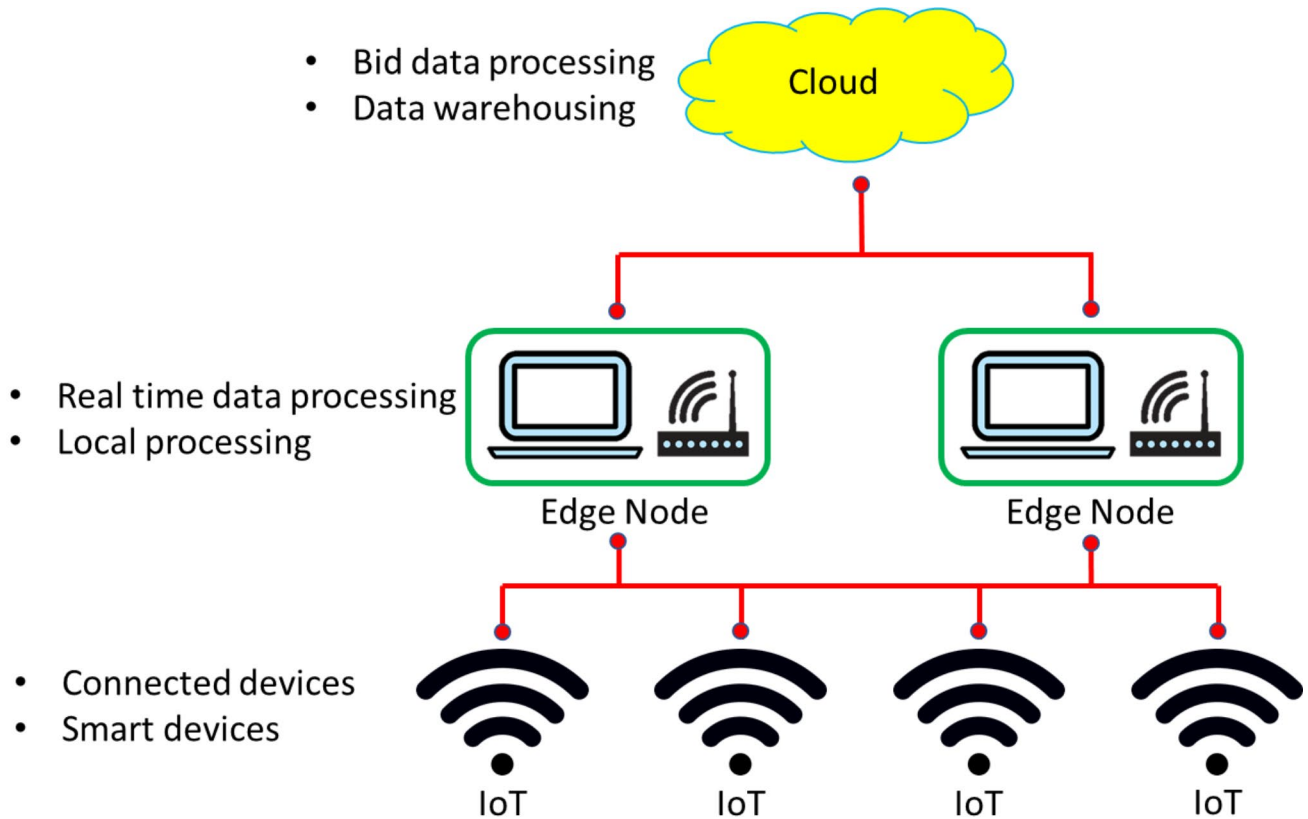 • Bid data processing
• Data warehousing
Cloud
• Real time data processing
• Local processing
Edge Node
Edge Node
• Connected devices
• Smart devices
IoT
IoT
IoT
IoT